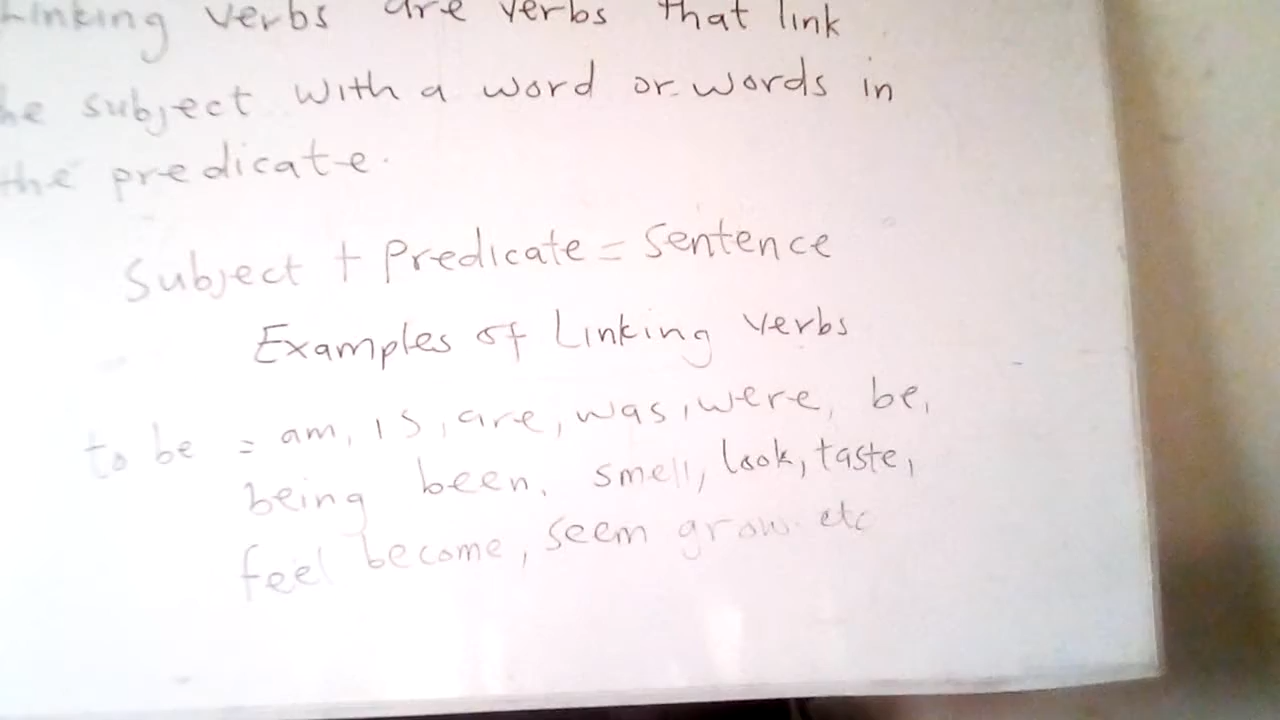 Linking verbs are verbs that link
he subject with a word or words in
the predicate.
Subject + Predicate = Sentence
Examples of Linking verbs
to be = am, is, are, was, were, be,
being been, smell, look, taste,
feel become, seem grow. etc